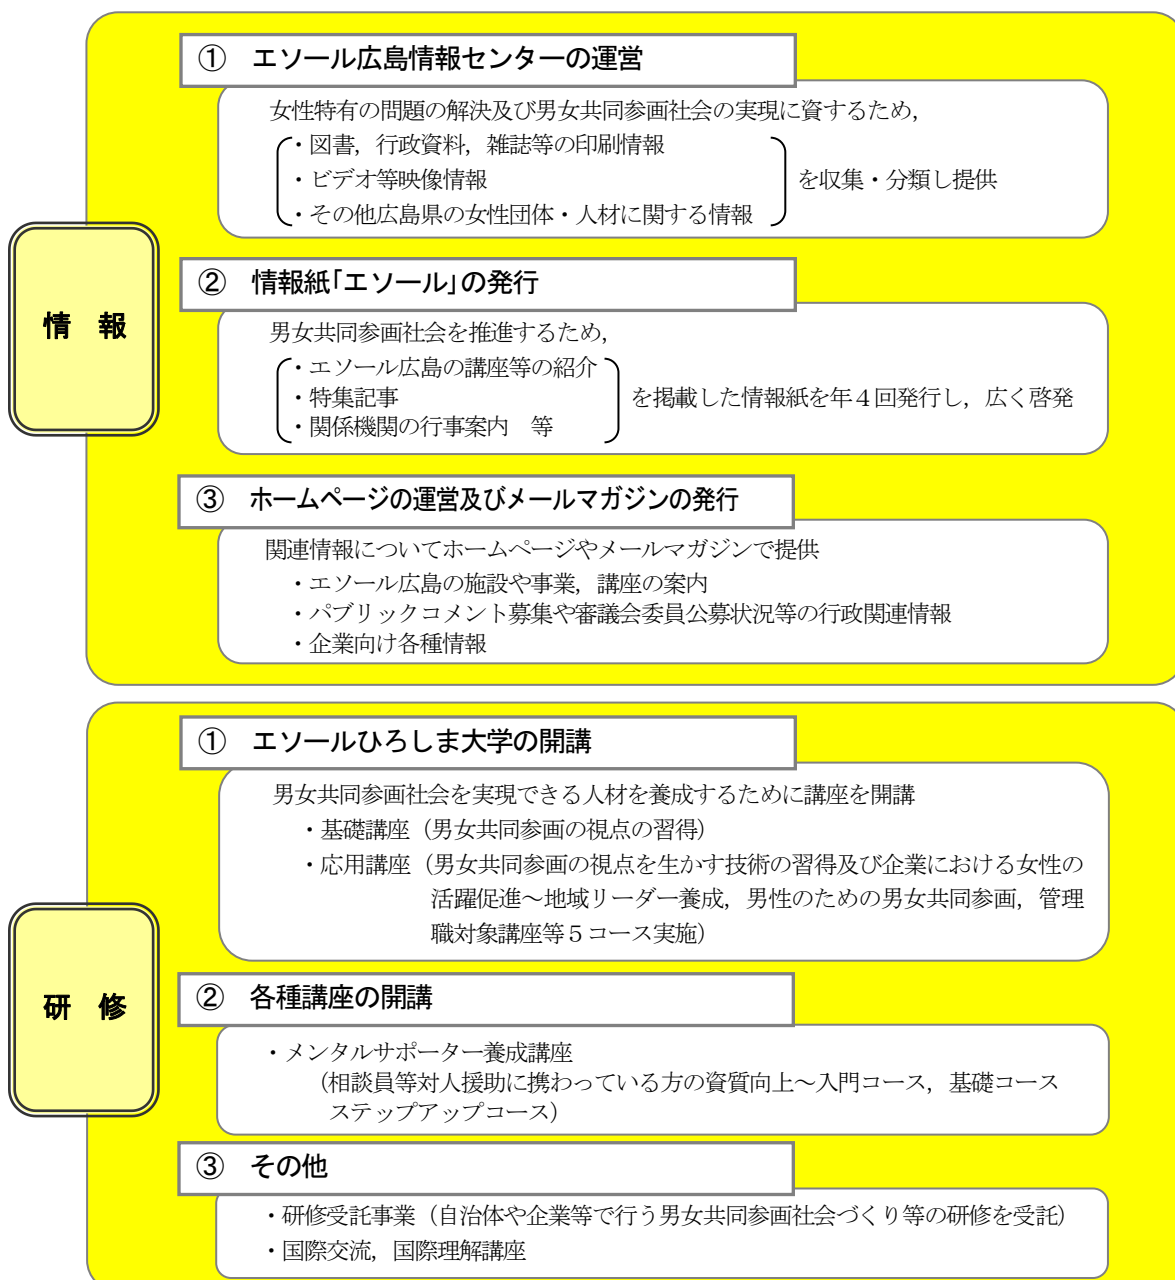 情　報
①　エソール広島情報センターの運営
女性特有の問題の解決及び男女共同参画社会の実現に資するため，
・図書，行政資料，雑誌等の印刷情報
・ビデオ等映像情報
・その他広島県の女性団体・人材に関する情報
を収集・分類し提供
②　情報紙「エソール」の発行
男女共同参画社会を推進するため，
・エソール広島の講座等の紹介
・特集記事
・関係機関の行事案内　等
を掲載した情報紙を年４回発行し，広く啓発
③　ホームページの運営及びメールマガジンの発行
関連情報についてホームページやメールマガジンで提供
・エソール広島の施設や事業，講座の案内
・パブリックコメント募集や審議会委員公募状況等の行政関連情報
・企業向け各種情報
研　修
①　エソールひろしま大学の開講
男女共同参画社会を実現できる人材を養成するために講座を開講
・基礎講座（男女共同参画の視点の習得）
・応用講座（男女共同参画の視点を生かす技術の習得及び企業における女性の
活躍促進～地域リーダー養成，男性のための男女共同参画，管理
職対象講座等５コース実施）
②　各種講座の開講
・メンタルサポーター養成講座
（相談員等対人援助に携わっている方の資質向上～入門コース，基礎コース
ステップアップコース）
③　その他
・研修受託事業（自治体や企業等で行う男女共同参画社会づくり等の研修を受託）
・国際交流，国際理解講座